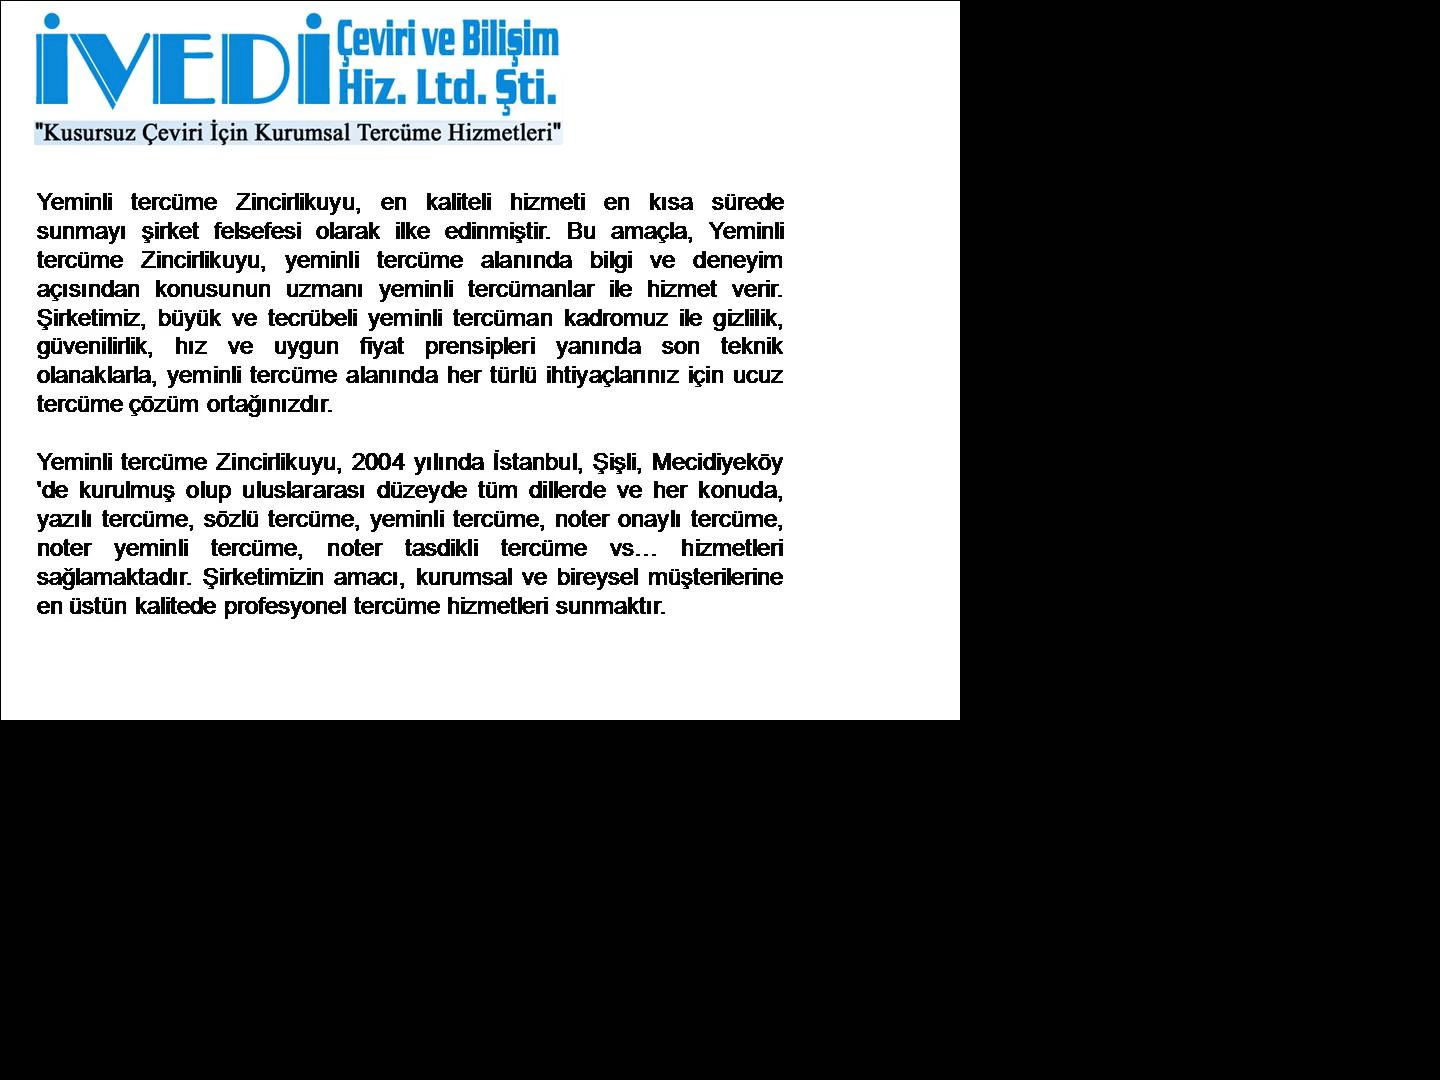 İVEDİ Çeviri ve Bilişim
Hiz. Ltd. Şti.
"Kusursuz Çeviri İçin Kurumsal Tercüme Hizmetleri"
Yeminli tercüme Zincirlikuyu, en kaliteli hizmeti en kısa sürede
sunmayı şirket felsefesi olarak ilke edinmiştir. Bu amaçla, Yeminli
tercüme Zincirlikuyu, yeminli tercüme alanında bilgi ve deneyim
açısından konusunun uzmanı yeminli tercümanlar ile hizmet verir.
Şirketimiz, büyük ve tecrübeli yeminli tercüman kadromuz ile gizlilik,
güvenilirlik, hız ve uygun fiyat prensipleri yanında son teknik
olanaklarla, yeminli tercüme alanında her türlü ihtiyaçlarınız için ucuz
tercüme çözüm ortağınızdır.
Yeminli tercüme Zincirlikuyu, 2004 yılında İstanbul, Şişli, Mecidiyeköy
'de kurulmuş olup uluslararası düzeyde tüm dillerde ve her konuda,
yazılı tercüme, sözlü tercüme, yeminli tercüme, noter onaylı tercüme,
noter yeminli tercüme, noter tasdikli tercüme vs… hizmetleri
sağlamaktadır. Şirketimizin amacı, kurumsal ve bireysel müşterilerine
en üstün kalitede profesyonel tercüme hizmetleri sunmaktır.